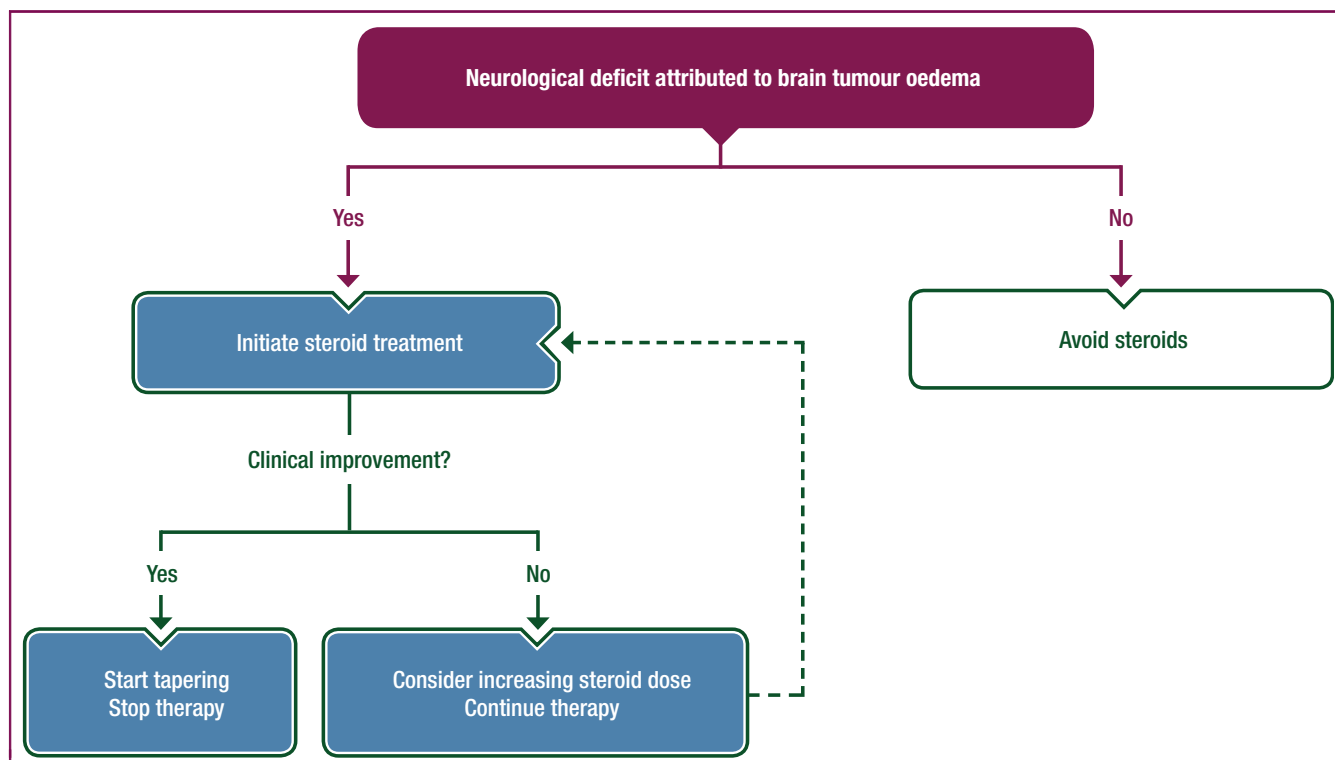 Neurological deficit attributed to brain tumour oedema
Yes
No
Initiate steroid treatment
Avoid steroids
Clinical improvement?
Yes
No
Start tapering
Stop therapy
Consider increasing steroid dose
Continue therapy